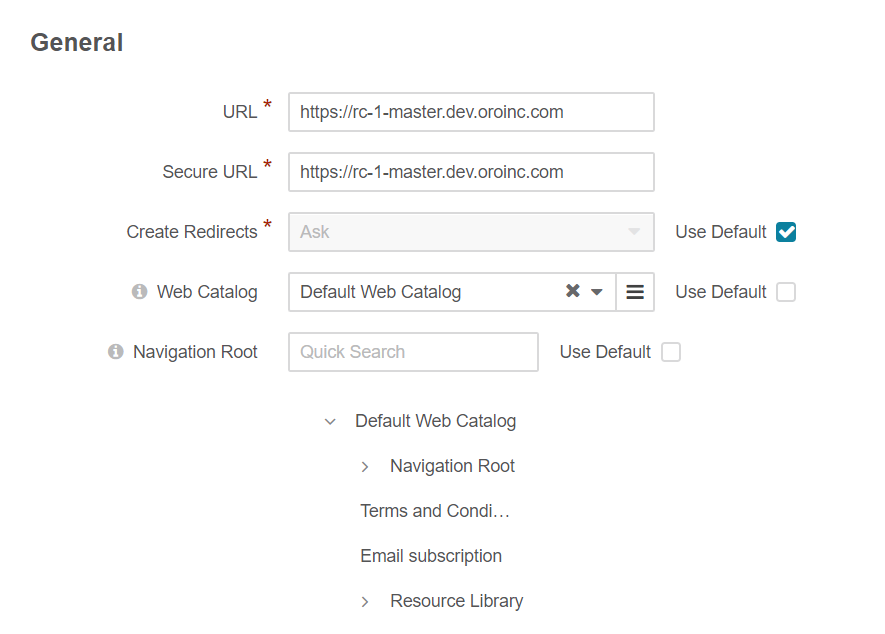 General
URL *
https://rc-1-master.dev.oroinc.com
Secure URL *
https://rc-1-master.dev.oroinc.com
Create Redirects *
Ask
Use Default
Web Catalog
Default Web Catalog
Use Default
Navigation Root
Quick Search
Use Default
Default Web Catalog
Navigation Root
Terms and Condi…
Email subscription
Resource Library